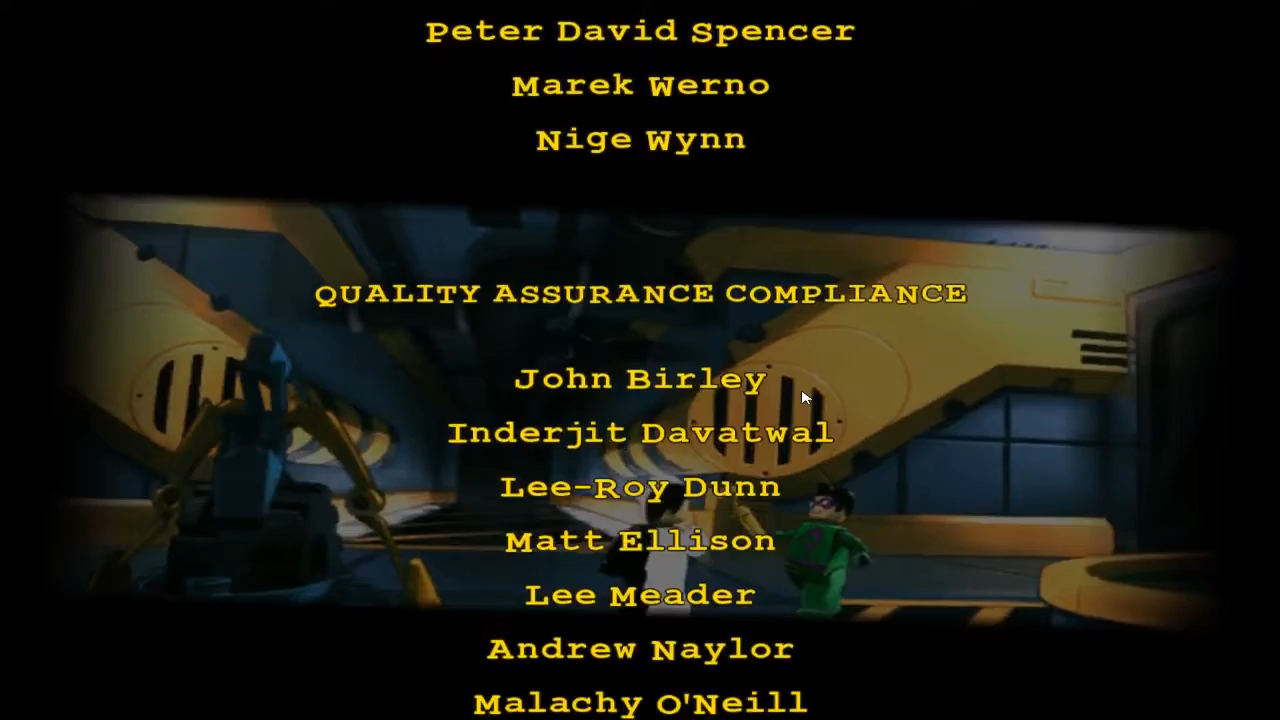 Peter David Spencer
Marek Werno
Nige Wynn
QUALITY ASSURANCE COMPLIANCE
John Birley
Inderjit Davatwal
Lee-Roy Dunn
Matt Ellison
Lee Meader
Andrew Naylor
Malachy O'Neill